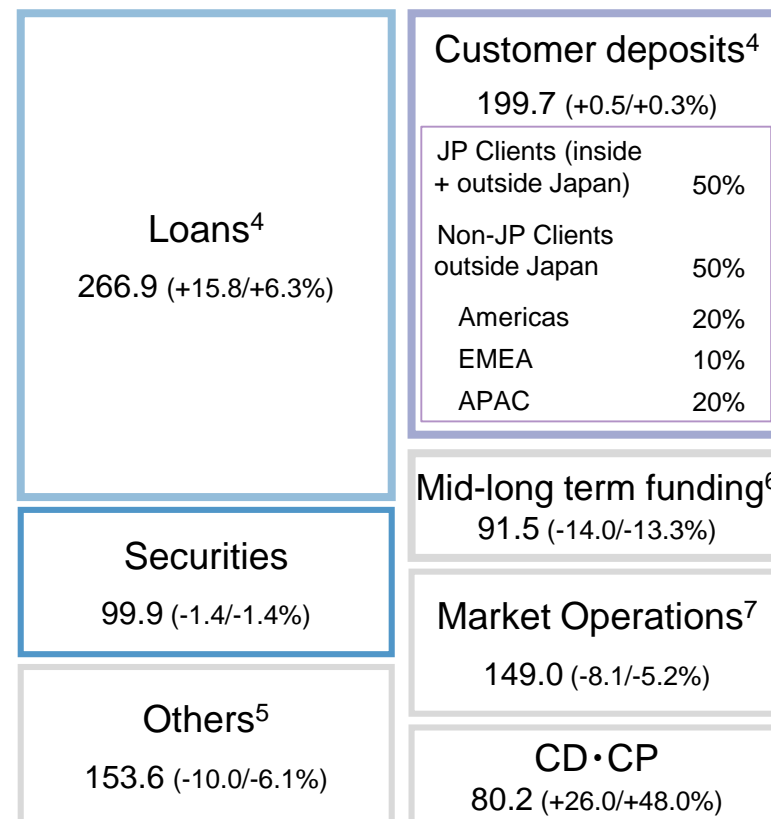 Loans4
266.9 (+15.8/+6.3%)
Securities
99.9 (-1.4/-1.4%)
Others5
153.6 (-10.0/-6.1%)
Customer deposits4
199.7 (+0.5/+0.3%)
JP Clients (inside
+ outside Japan) 50%
Non-JP Clients
outside Japan 50%
Americas 20%
EMEA 10%
APAC 20%
Mid-long term funding6
91.5 (-14.0/-13.3%)
Market Operations7
149.0 (-8.1/-5.2%)
CD・CP
80.2 (+26.0/+48.0%)